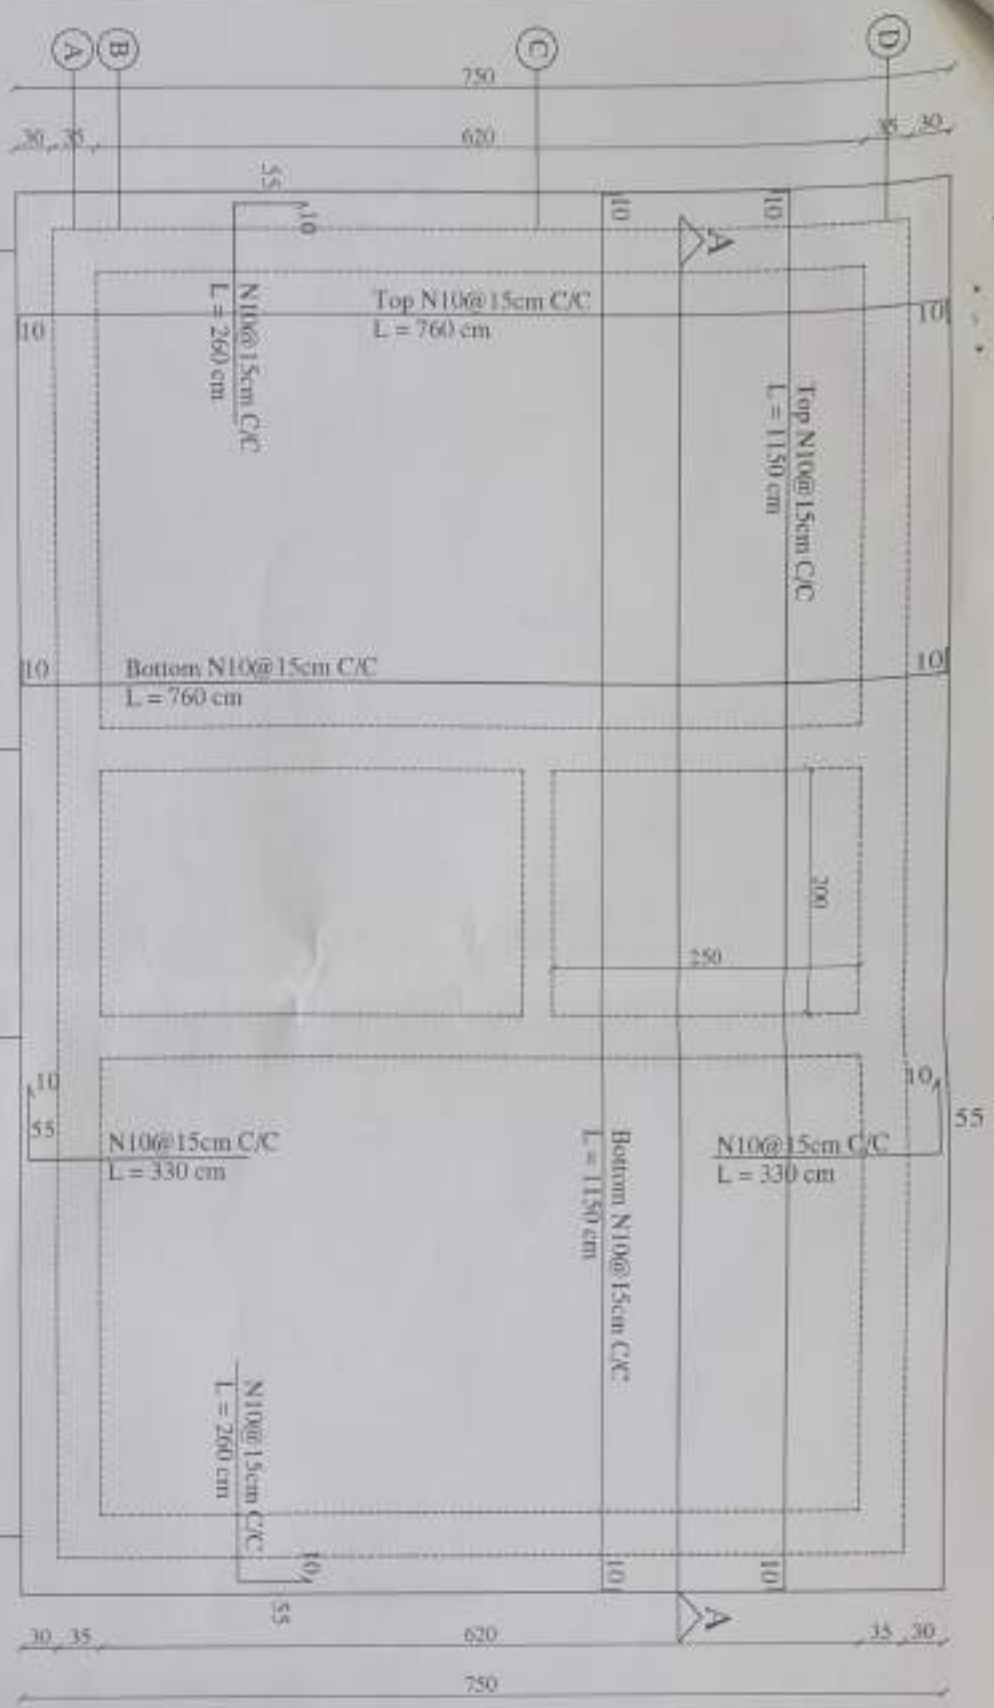 A
B
C
D
750
30
35
620
35
30
55
10
10
10
A
N10@15cm C/C
L = 260 cm
Top N10@15cm C/C
L = 760 cm
10
10
Top N10@15cm C/C
L = 1150 cm
10
10
Bottom N10@15cm C/C
L = 760 cm
200
250
10
55
N10@15cm C/C
L = 330 cm
Bottom N10@15cm C/C
L = 1150 cm
10
55
N10@15cm C/C
L = 330 cm
N10@15cm C/C
L = 260 cm
10
55
10
10
A
30
35
620
35
30
750